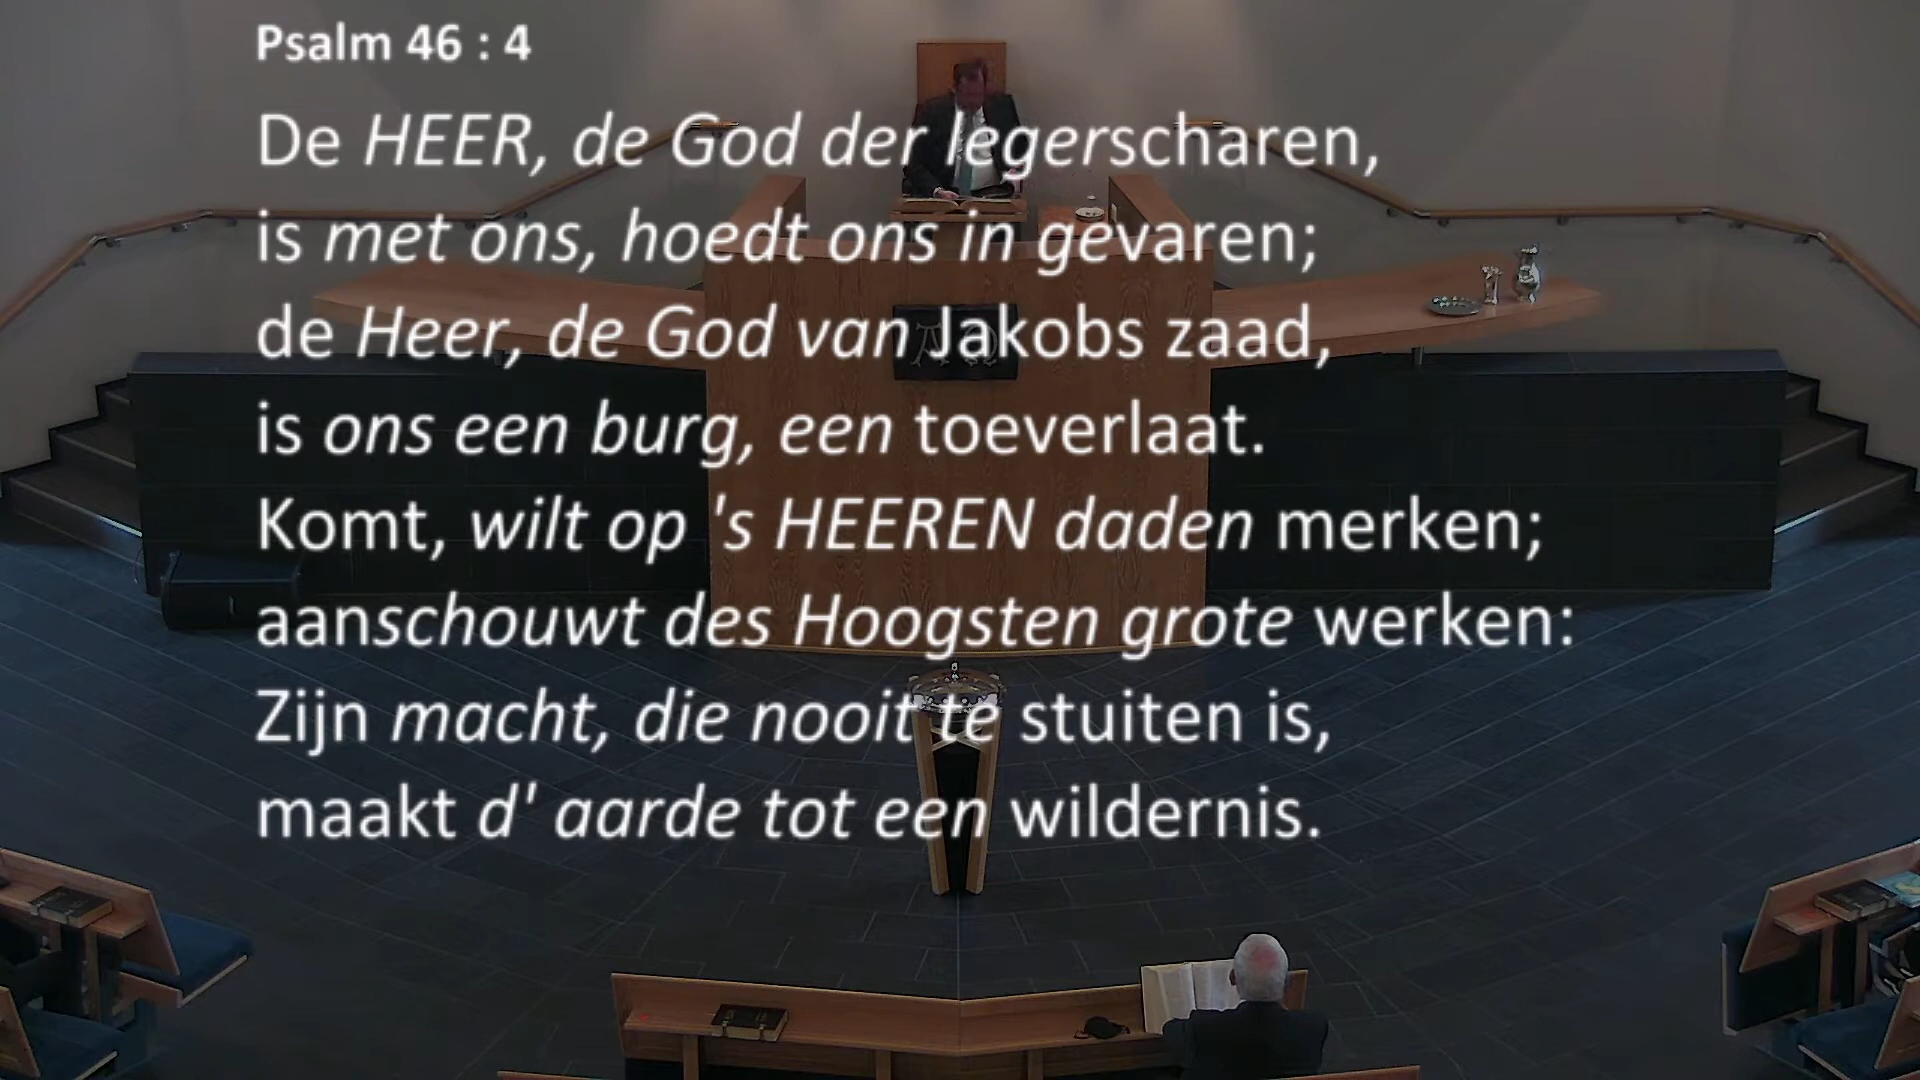 Psalm 46 : 4
De HEER, de God der legerscharen,
is met ons, hoedt ons in gevaren;
de Heer, de God van Jakobs zaad,
is ons een burg, een toeverlaat.
Komt, wilt op 's HEEREN daden merken;
aanschouwt des Hoogsten grote werken:
Zijn macht, die nooit te stuiten is,
maakt d' aarde tot een wildernis.